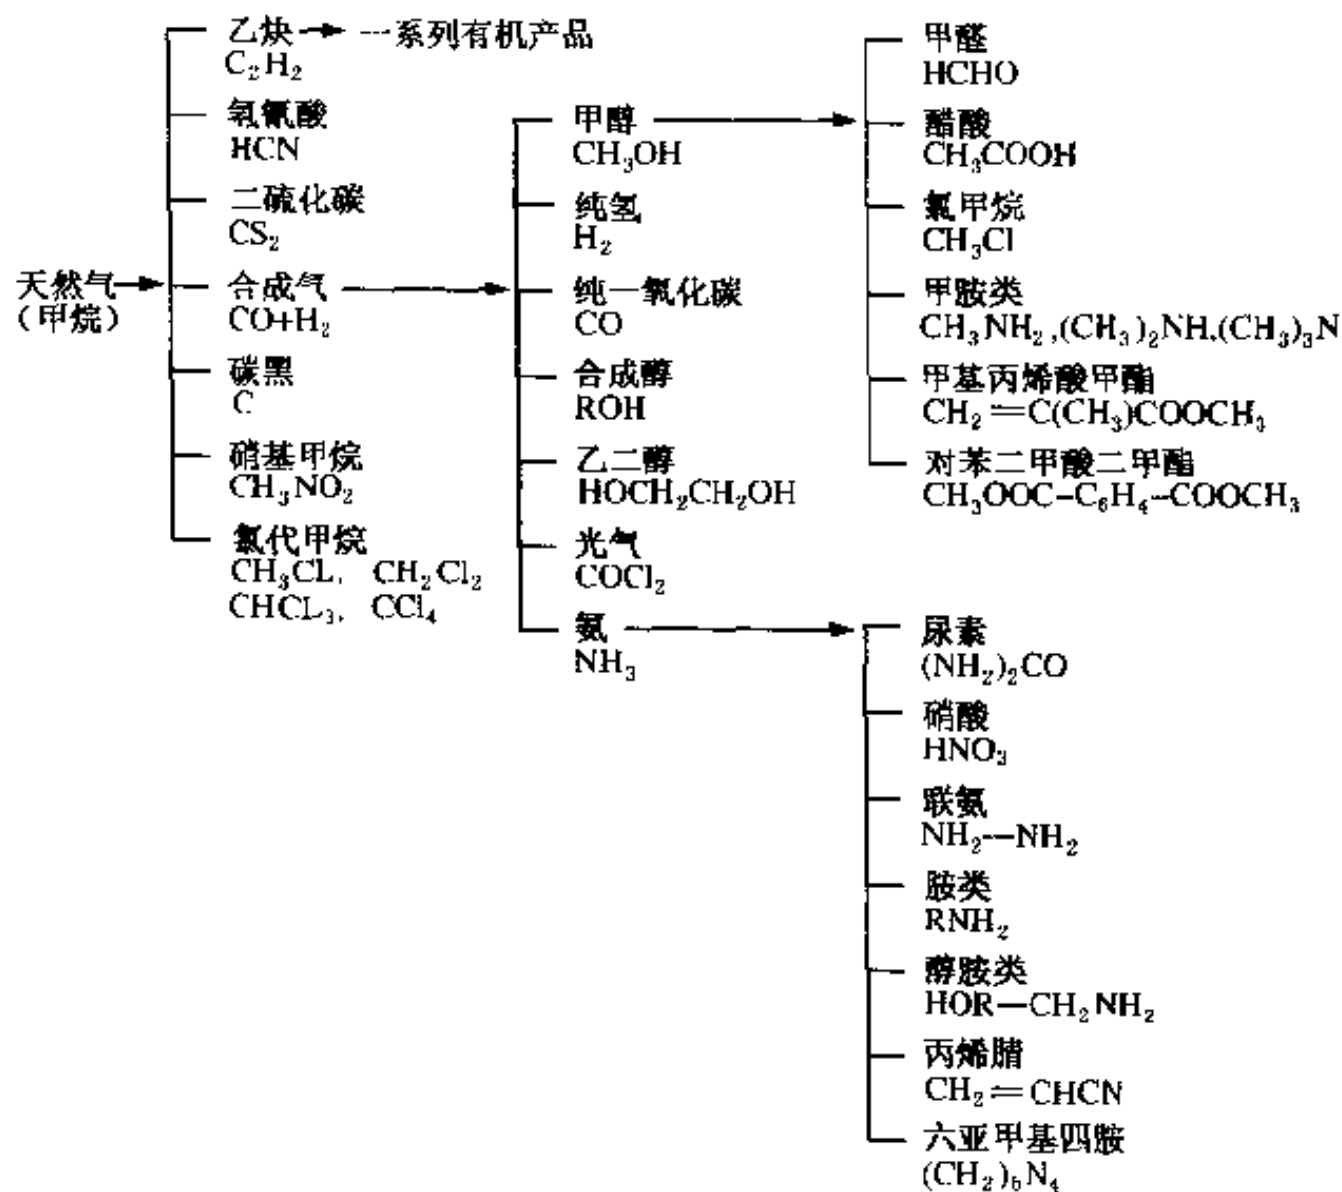 天然气
（甲烷）
乙炔 → 一系列有机产品
C₂H₂
氢氰酸
HCN
二硫化碳
CS₂
合成气
CO+H₂
碳黑
C
硝基甲烷
CH₃NO₂
氯代甲烷
CH₃CL, CH₂Cl₂
CHCL₃, CCl₄
甲醇
CH₃OH
纯氢
H₂
纯一氧化碳
CO
合成醇
ROH
乙二醇
HOCH₂CH₂OH
光气
COCl₂
氨
NH₃
甲醛
HCHO
醋酸
CH₃COOH
氯甲烷
CH₃Cl
甲胺类
CH₃NH₂,(CH₃)₂NH,(CH₃)₃N
甲基丙烯酸甲酯
CH₂=C(CH₃)COOCH₃
对苯二甲酸二甲酯
CH₃OOC-C₆H₄-COOCH₃
尿素
(NH₂)₂CO
硝酸
HNO₃
联氨
NH₂—NH₂
胺类
RNH₂
醇胺类
HOR—CH₂NH₂
丙烯腈
CH₂=CHCN
六亚甲基四胺
(CH₂)₆N₄